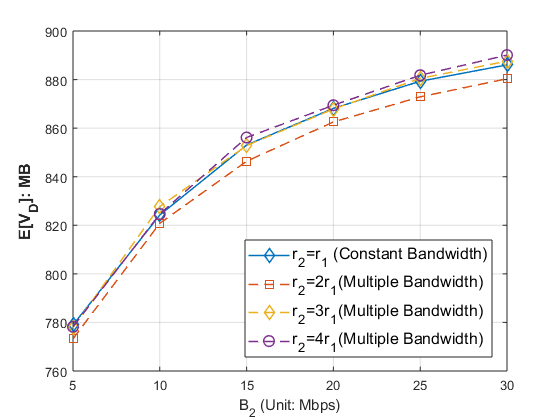 900
880
860
840
820
800
780
760
E[V_D]: MB
r_2=r_1 (Constant Bandwidth)
r_2=2r_1(Multiple Bandwidth)
r_2=3r_1(Multiple Bandwidth)
r_2=4r_1(Multiple Bandwidth)
5 10 15 20 25 30
B_2 (Unit: Mbps)